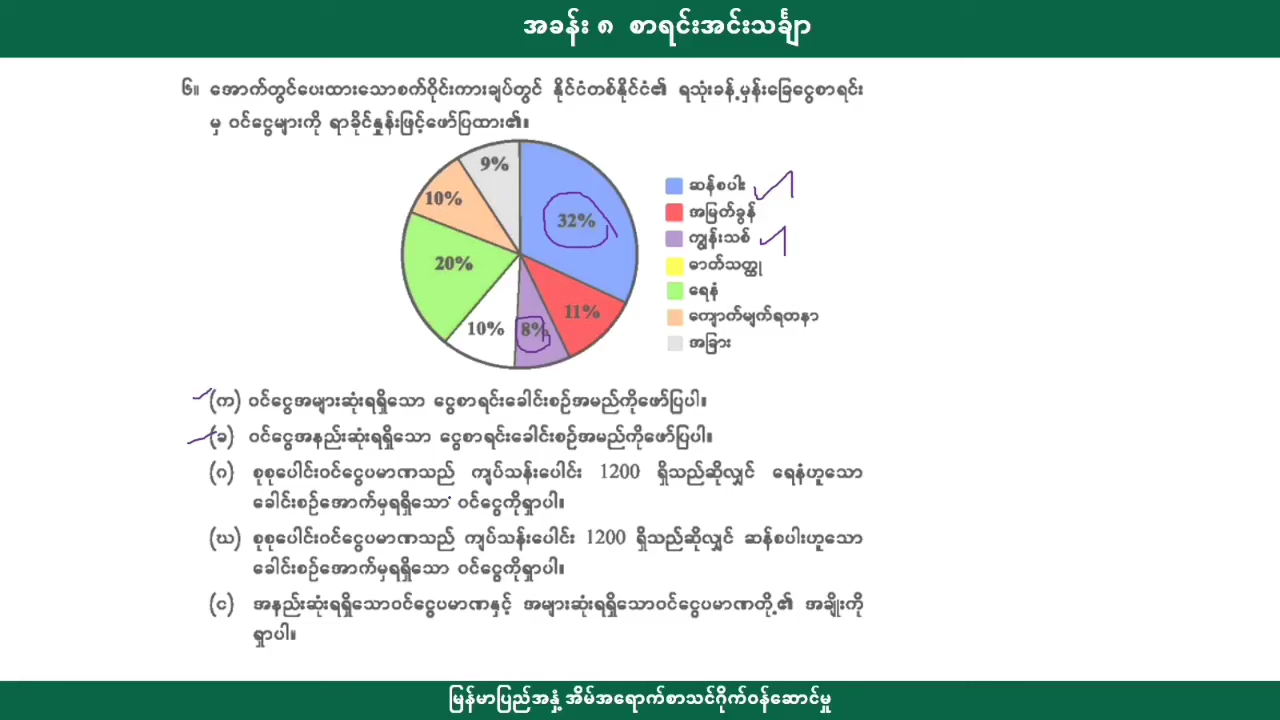 အခန်း ၈ စာရင်းအင်းသင်္ချာ
၆။ အောက်တွင်ပေးထားသောစက်ဝိုင်းကားချပ်တွင် နိုင်ငံတစ်နိုင်ငံ၏ ရသုံးခန့်မှန်းခြေငွေစာရင်း
မှ ဝင်ငွေများကို ရာခိုင်နှုန်းဖြင့်ဖော်ပြထား၏။
9%
10%
32%
20%
11%
10%
8%
ဆန်စပါး
အမြတ်ခွန်
ကျွန်းသစ်
ဓာတ်သတ္တု
ရေနံ
ကျောက်မျက်ရတနာ
အခြား
(က) ဝင်ငွေအများဆုံးရရှိသော ငွေစာရင်းခေါင်းစဉ်အမည်ကိုဖော်ပြပါ။
(ခ) ဝင်ငွေအနည်းဆုံးရရှိသော ငွေစာရင်းခေါင်းစဉ်အမည်ကိုဖော်ပြပါ။
(ဂ) စုစုပေါင်းဝင်ငွေပမာဏသည် ကျပ်သန်းပေါင်း 1200 ရှိသည်ဆိုလျှင် ရေနံဟူသော
ခေါင်းစဉ်အောက်မှရရှိသော ဝင်ငွေကိုရှာပါ။
(ဃ) စုစုပေါင်းဝင်ငွေပမာဏသည် ကျပ်သန်းပေါင်း 1200 ရှိသည်ဆိုလျှင် ဆန်စပါးဟူသော
ခေါင်းစဉ်အောက်မှရရှိသော ဝင်ငွေကိုရှာပါ။
(င) အနည်းဆုံးရရှိသောဝင်ငွေပမာဏနှင့် အများဆုံးရရှိသောဝင်ငွေပမာဏတို့၏ အချိုးကို
ရှာပါ။
မြန်မာပြည်အနှံ့ အိမ်အရောက်စာသင်ဂိုက်ဝန်ဆောင်မှု